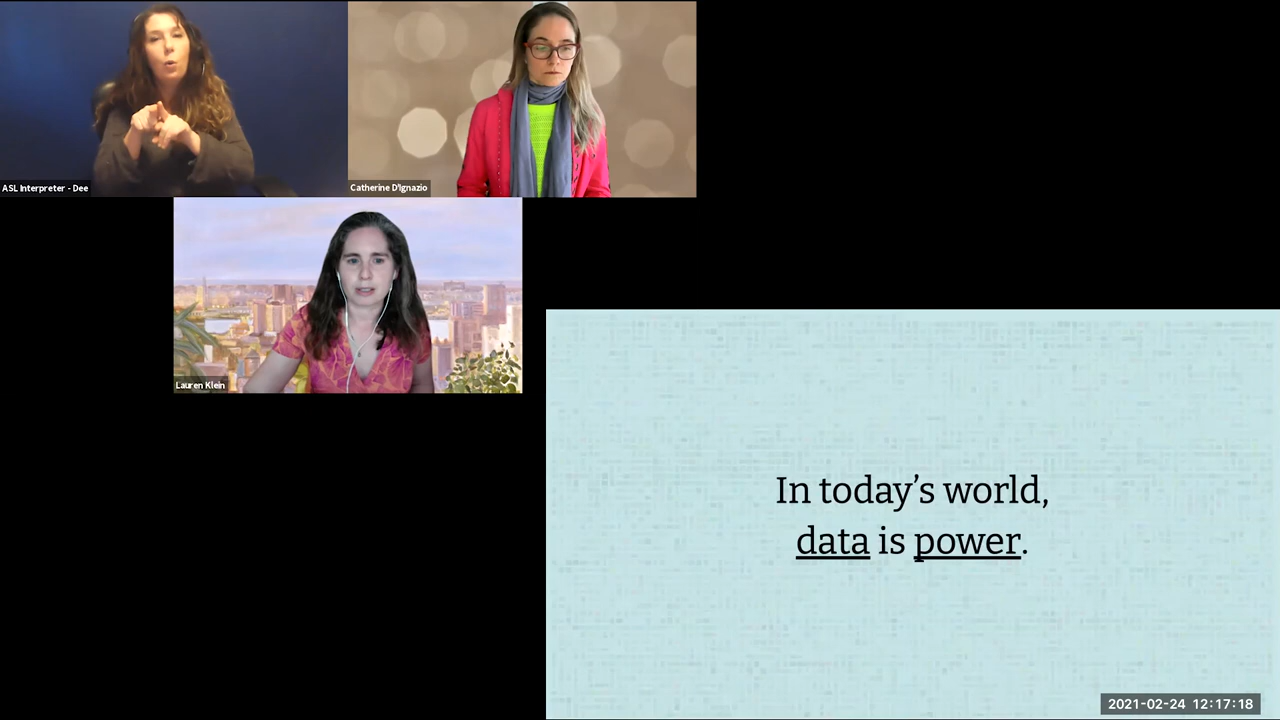 ASL Interpreter - Dee
Catherine D'Ignazio
Lauren Klein
In today's world,
data is power.
2021-02-24 12:17:18